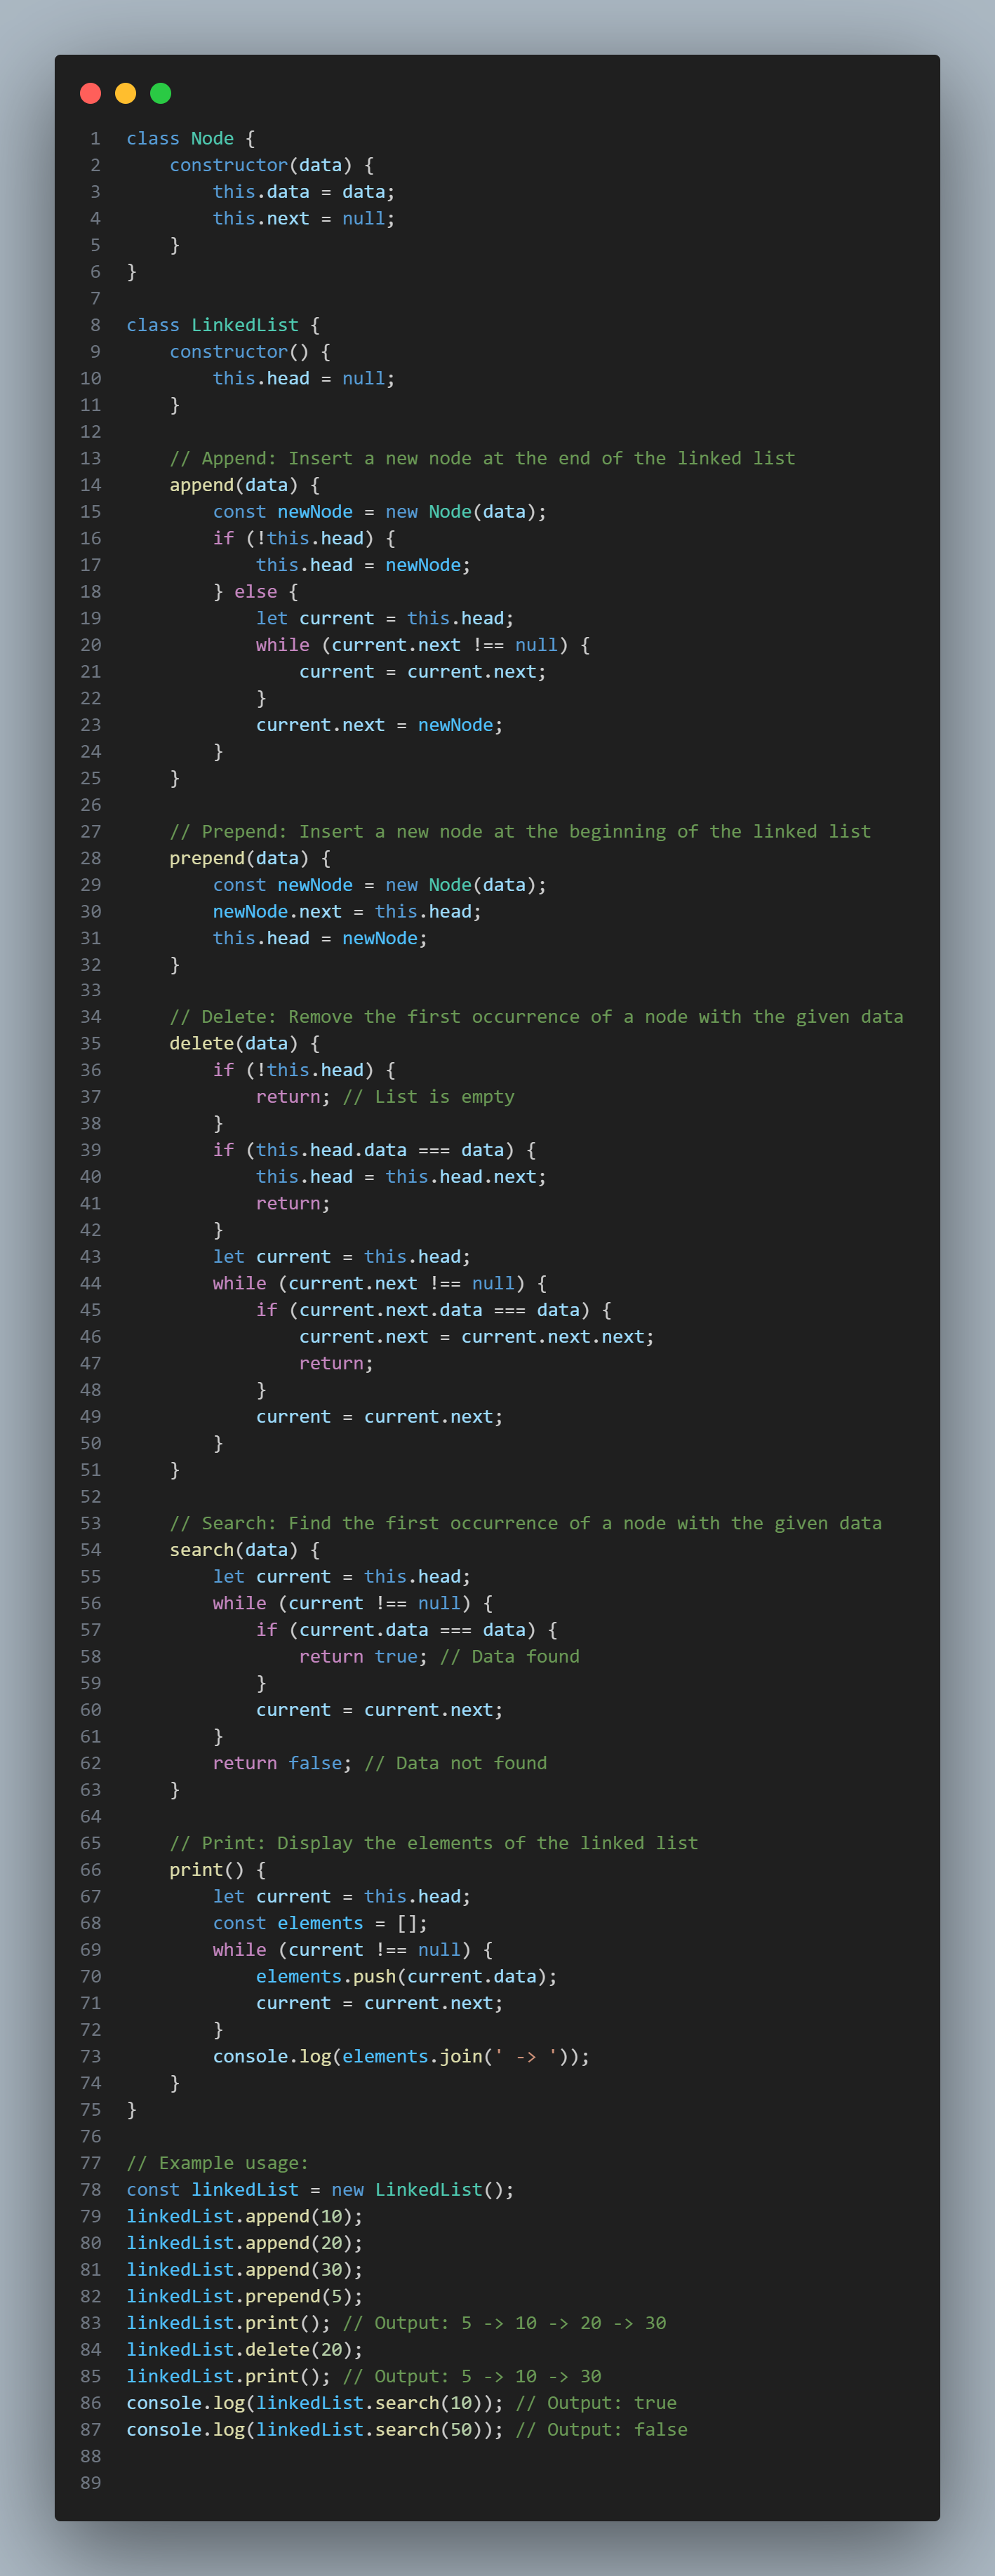 1 class Node {
2     constructor(data) {
3         this.data = data;
4         this.next = null;
5     }
6 }
7
8 class LinkedList {
9     constructor() {
10         this.head = null;
11     }
12
13     // Append: Insert a new node at the end of the linked list
14     append(data) {
15         const newNode = new Node(data);
16         if (!this.head) {
17             this.head = newNode;
18         } else {
19             let current = this.head;
20             while (current.next !== null) {
21                 current = current.next;
22             }
23             current.next = newNode;
24         }
25     }
26
27     // Prepend: Insert a new node at the beginning of the linked list
28     prepend(data) {
29         const newNode = new Node(data);
30         newNode.next = this.head;
31         this.head = newNode;
32     }
33
34     // Delete: Remove the first occurrence of a node with the given data
35     delete(data) {
36         if (!this.head) {
37             return; // List is empty
38         }
39         if (this.head.data === data) {
40             this.head = this.head.next;
41             return;
42         }
43         let current = this.head;
44         while (current.next !== null) {
45             if (current.next.data === data) {
46                 current.next = current.next.next;
47                 return;
48             }
49             current = current.next;
50         }
51     }
52
53     // Search: Find the first occurrence of a node with the given data
54     search(data) {
55         let current = this.head;
56         while (current !== null) {
57             if (current.data === data) {
58                 return true; // Data found
59             }
60             current = current.next;
61         }
62         return false; // Data not found
63     }
64
65     // Print: Display the elements of the linked list
66     print() {
67         let current = this.head;
68         const elements = [];
69         while (current !== null) {
70             elements.push(current.data);
71             current = current.next;
72         }
73         console.log(elements.join(' -> '));
74     }
75 }
76
77 // Example usage:
78 const linkedList = new LinkedList();
79 linkedList.append(10);
80 linkedList.append(20);
81 linkedList.append(30);
82 linkedList.prepend(5);
83 linkedList.print(); // Output: 5 -> 10 -> 20 -> 30
84 linkedList.delete(20);
85 linkedList.print(); // Output: 5 -> 10 -> 30
86 console.log(linkedList.search(10)); // Output: true
87 console.log(linkedList.search(50)); // Output: false
88
89